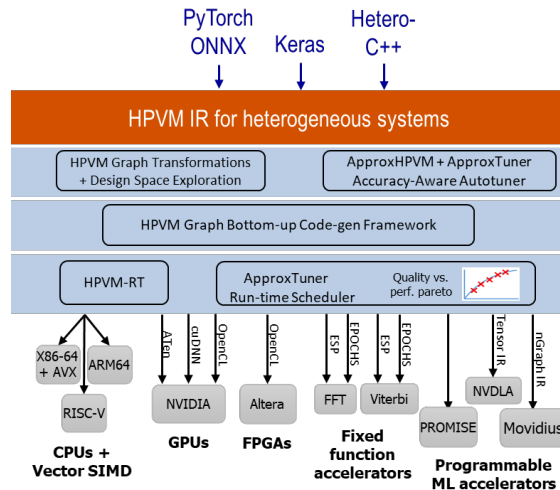 PyTorch
ONNX
Keras
Hetero-
C++
HPVM IR for heterogeneous systems
HPVM Graph Transformations
+ Design Space Exploration
ApproxHPVM + ApproxTuner
Accuracy-Aware Autotuner
HPVM Graph Bottom-up Code-gen Framework
HPVM-RT
ApproxTuner
Run-time Scheduler
Quality vs.
perf. pareto
ATen
cuDNN
OpenCL
OpenCL
ESP
EPOCHS
ESP
EPOCHS
Tensor IR
nGraph IR
X86-64
+ AVX
ARM64
RISC-V
NVIDIA
Altera
FFT
Viterbi
PROMISE
NVDLA
Movidius
CPUs +
Vector SIMD
GPUs
FPGAs
Fixed
function
accelerators
Programmable
ML accelerators